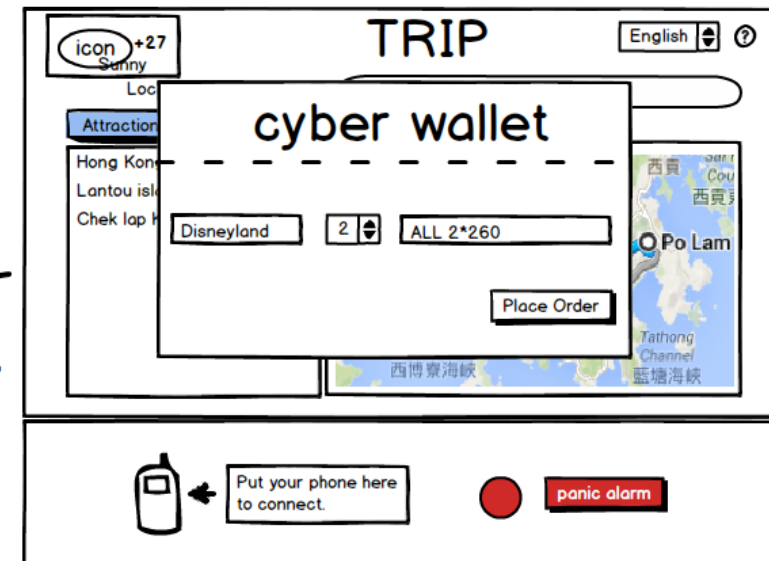 icon
+27
Sunny
TRIP
English
?
Loc
Attraction
cyber wallet
Hong Kon
Lantou isl
Chek lap
Disneyland
2
ALL 2*260
Place Order
西貢
西貢
Po Lam
Tathong
Channel
西博寮海峽
藍塘海峽
Put your phone here
to connect.
panic alarm